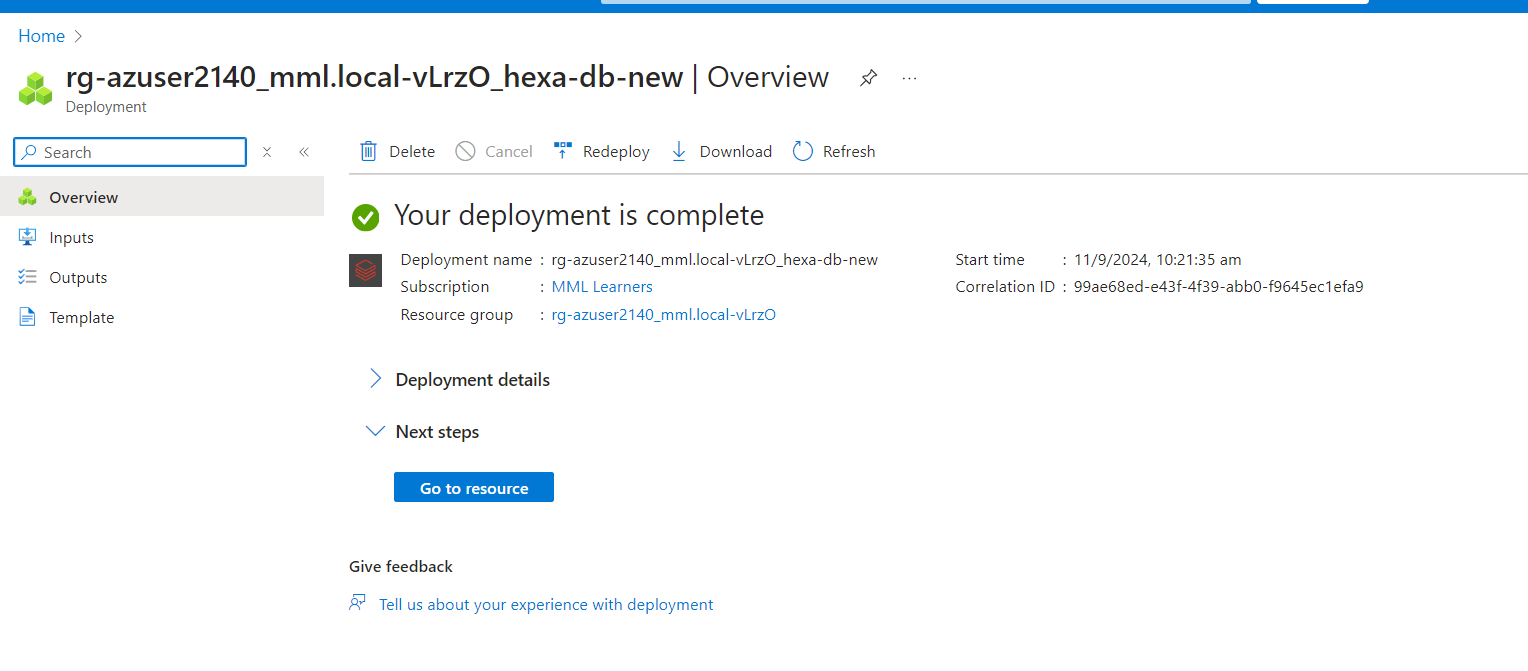 Home
rg-azuser2140_mml.local-vLrzO_hexa-db-new | Overview
Deployment
Search
Delete
Cancel
Redeploy
Download
Refresh
Overview
Inputs
Outputs
Template
Your deployment is complete
Deployment name : rg-azuser2140_mml.local-vLrzO_hexa-db-new
Subscription : MML Learners
Resource group : rg-azuser2140_mml.local-vLrzO
Start time : 11/9/2024, 10:21:35 am
Correlation ID : 99ae68ed-e43f-4f39-abb0-f9645ec1efa9
Deployment details
Next steps
Go to resource
Give feedback
Tell us about your experience with deployment